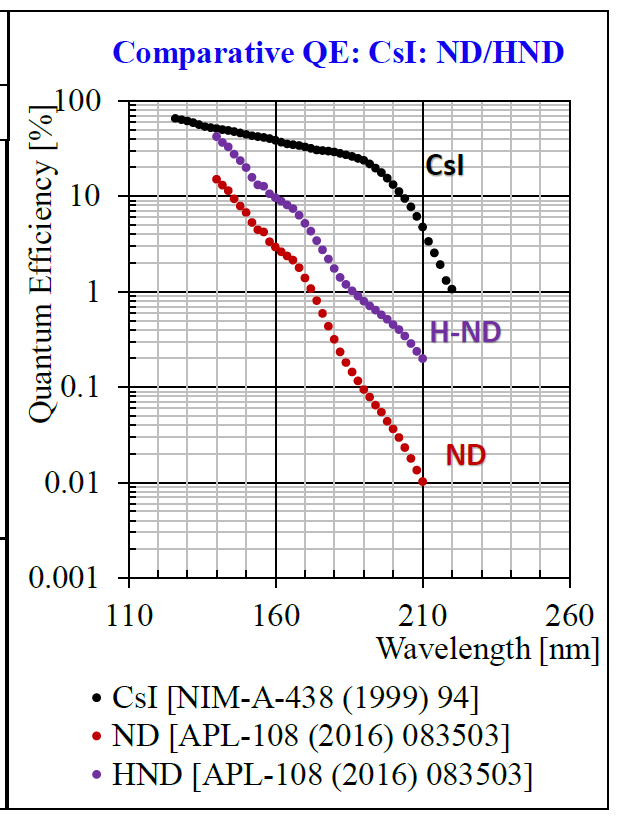 Comparative QE: CsI: ND/HND
Quantum Efficiency [%]
100
10
1
0.1
0.01
0.001
CsI
H-ND
ND
110 160 210 260
Wavelength [nm]
• CsI [NIM-A-438 (1999) 94]
• ND [APL-108 (2016) 083503]
• HND [APL-108 (2016) 083503]